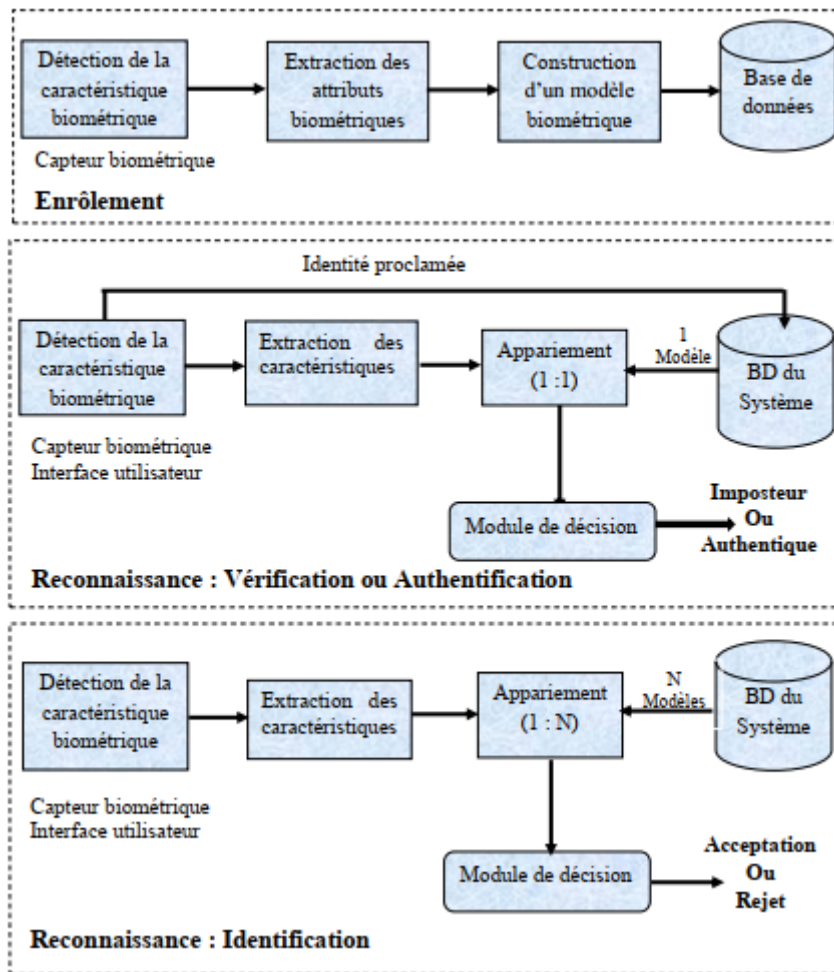 Détection de la
caractéristique
biométrique
Extraction des
attributs
biométriques
Construction
d'un modèle
biométrique
Base de
données
Capteur biométrique
Enrôlement
Identité proclamée
Détection de la
caractéristique
biométrique
Extraction des
caractéristiques
Appariement
(1 :1)
1
Modèle
BD du
Système
Capteur biométrique
Interface utilisateur
Module de décision
Imposteur
Ou
Authentique
Reconnaissance : Vérification ou Authentification
Détection de la
caractéristique
biométrique
Extraction des
caractéristiques
Appariement
(1 : N)
N
Modèles
BD du
Système
Capteur biométrique
Interface utilisateur
Module de décision
Acceptation
Ou
Rejet
Reconnaissance : Identification